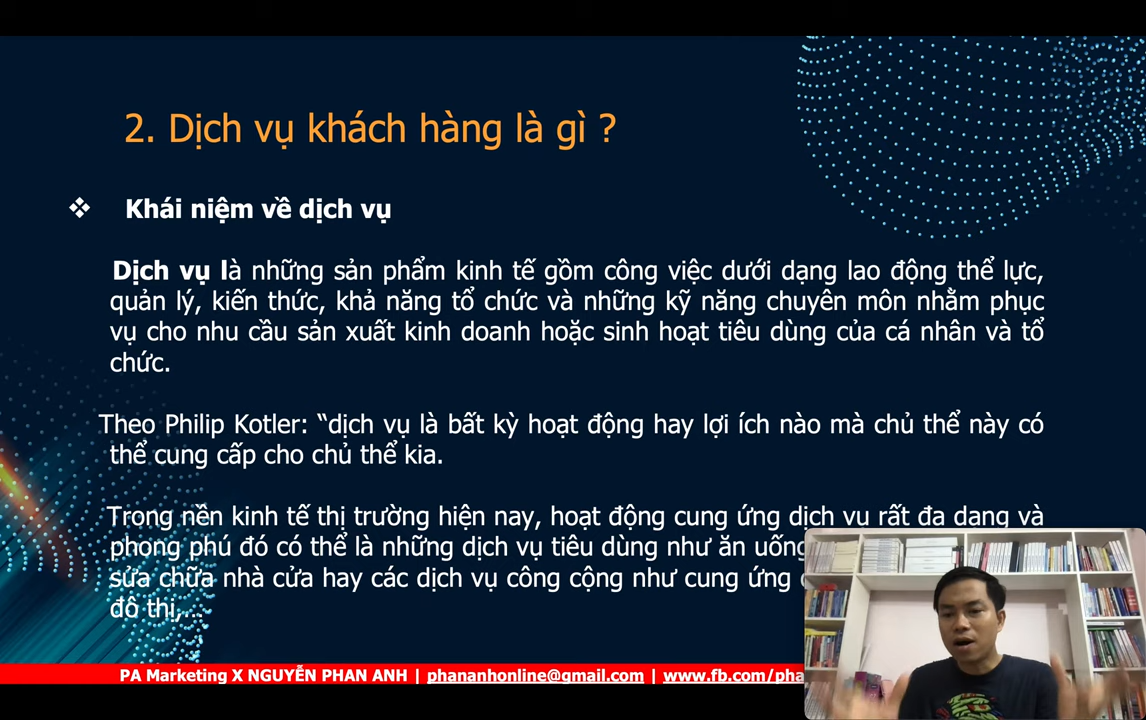 2. Dịch vụ khách hàng là gì ?
❖ Khái niệm về dịch vụ
Dịch vụ là những sản phẩm kinh tế gồm công việc dưới dạng lao động thể lực,
quản lý, kiến thức, khả năng tổ chức và những kỹ năng chuyên môn nhằm phục
vụ cho nhu cầu sản xuất kinh doanh hoặc sinh hoạt tiêu dùng của cá nhân và tổ
chức.
Theo Philip Kotler: “dịch vụ là bất kỳ hoạt động hay lợi ích nào mà chủ thể này có
thể cung cấp cho chủ thể kia.
Trong nền kinh tế thị trường hiện nay, hoạt động cung ứng dịch vụ rất đa dạng và
phong phú đó có thể là những dịch vụ tiêu dùng như ăn uống
sửa chữa nhà cửa hay các dịch vụ công cộng như cung ứng
đô thị,...
PA Marketing X NGUYỄN PHAN ANH | phananhonline@gmail.com | www.fb.com/pha